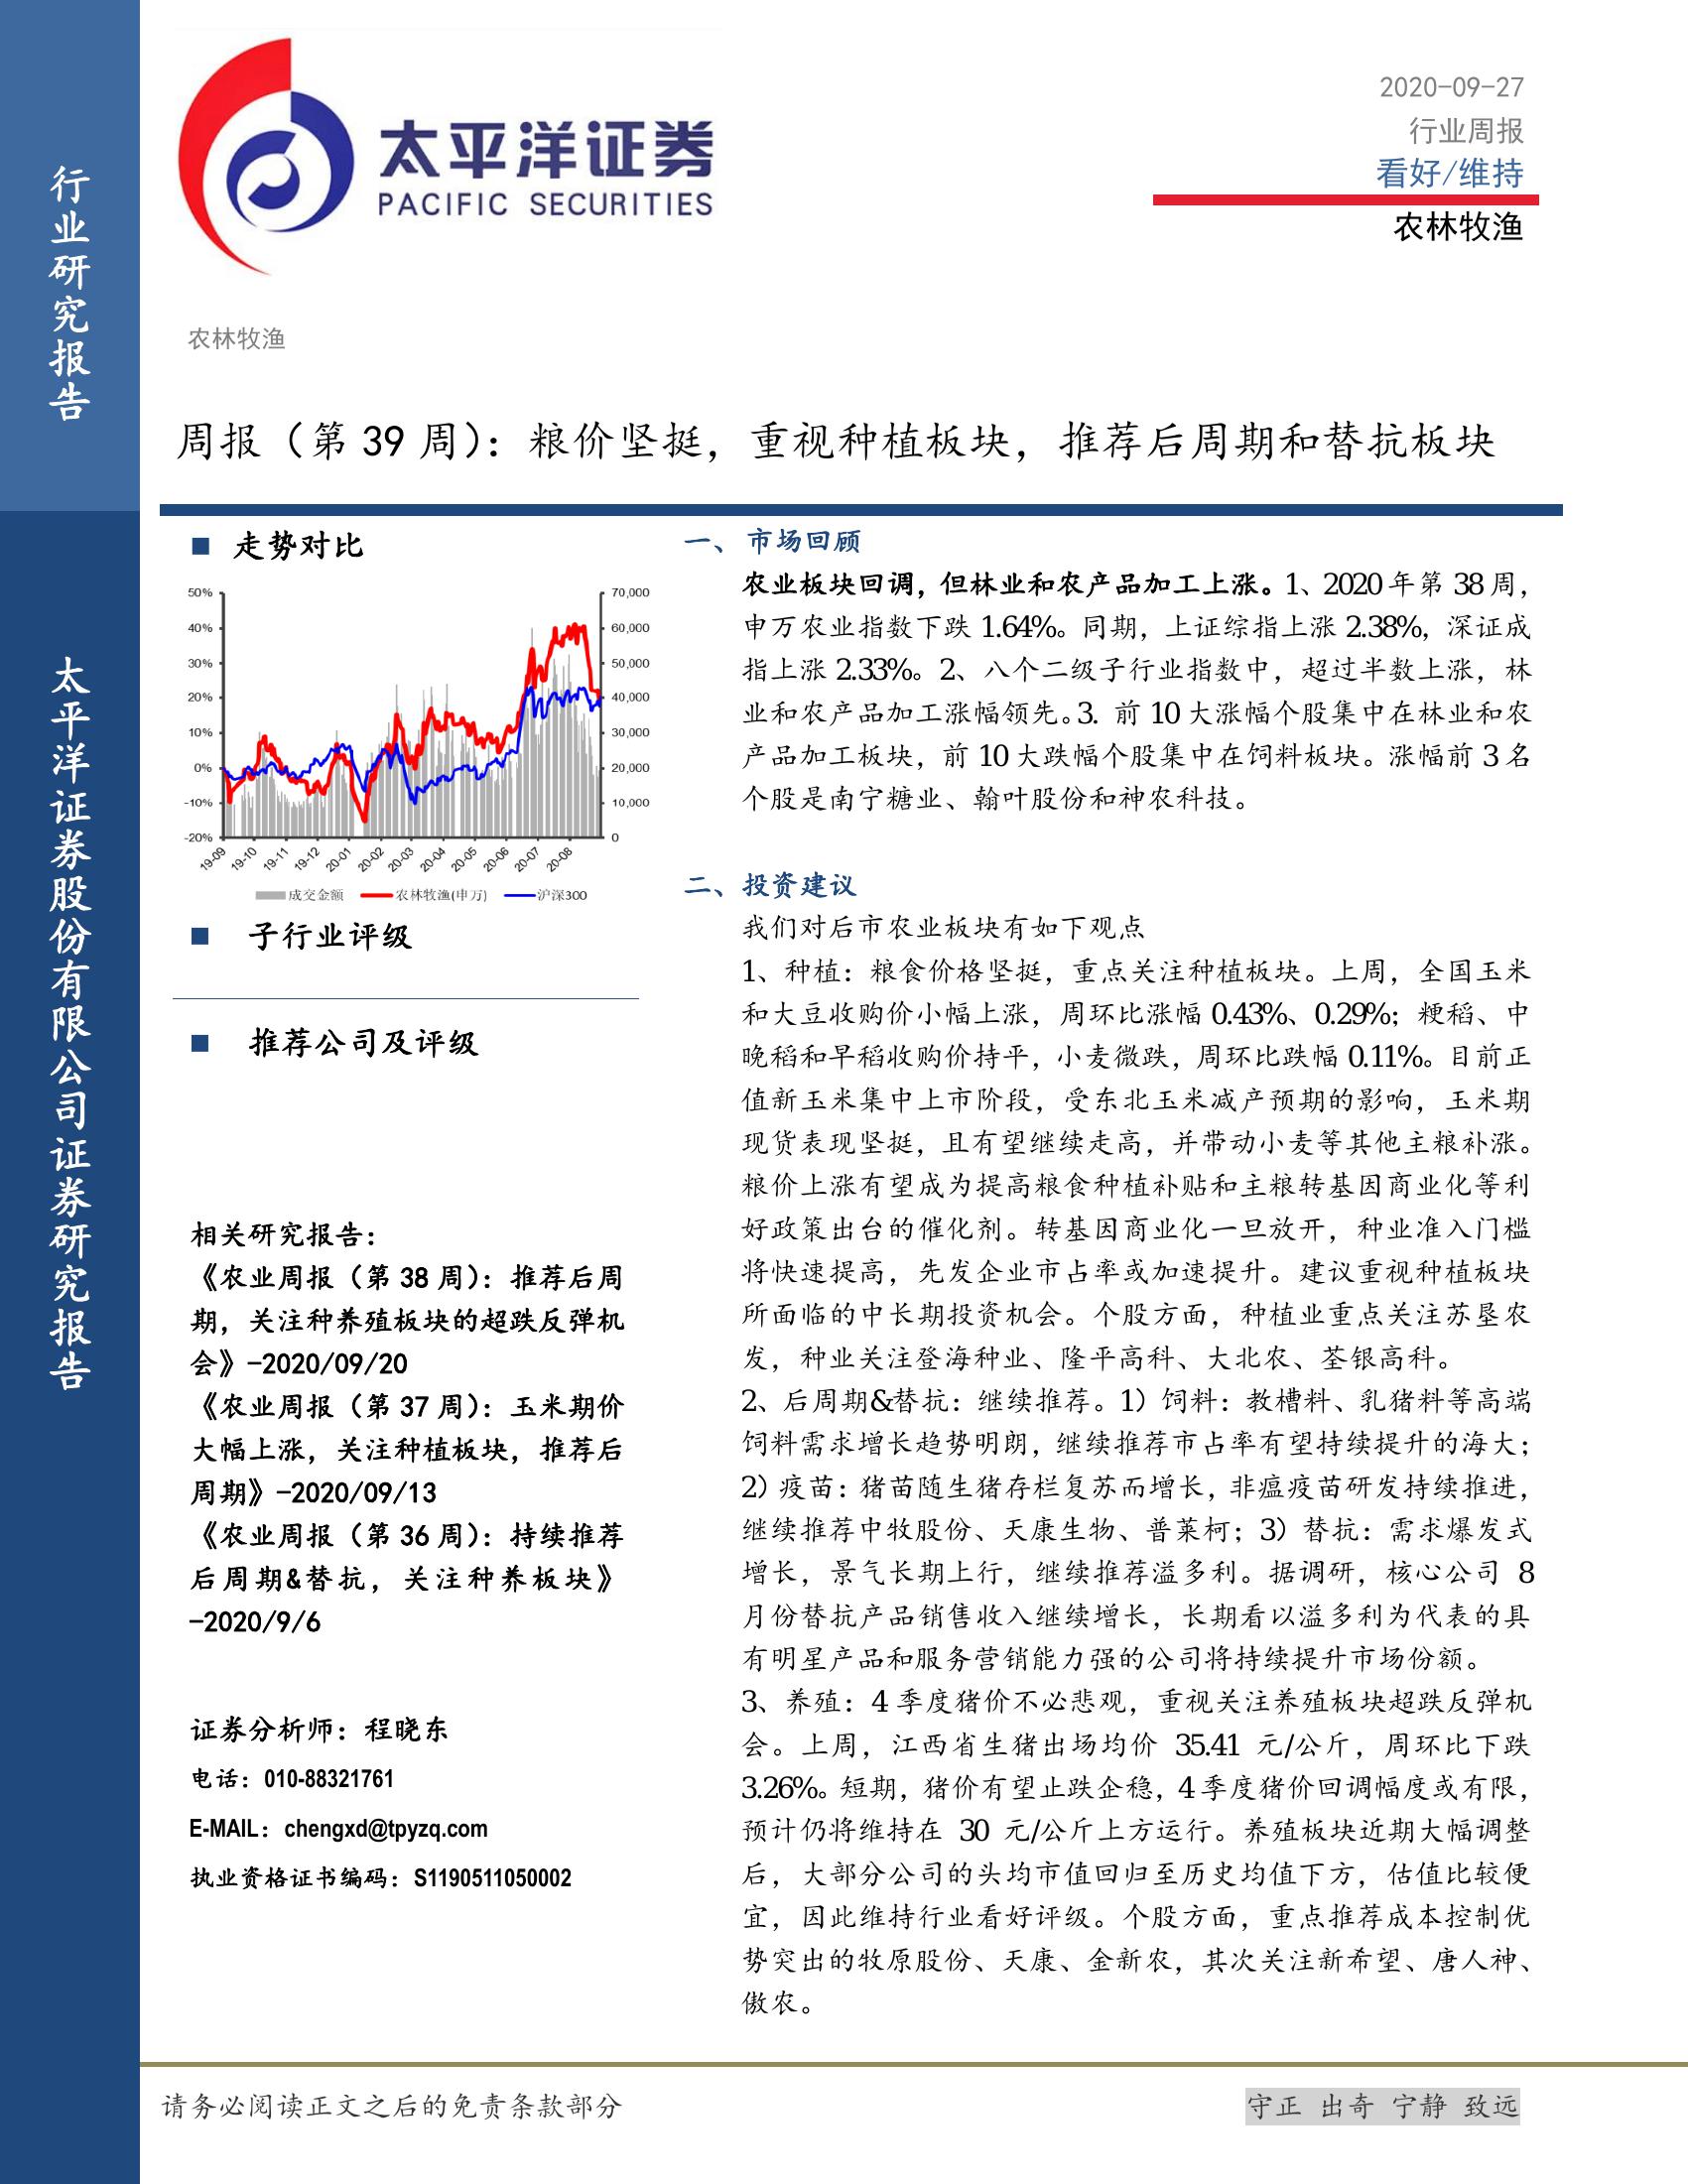 行业研究报告
太平洋证券股份有限公司证券研究报告
太平洋证券
PACIFIC SECURITIES
2020-09-27
行业周报
看好/维持
农林牧渔
农林牧渔
周报（第 39 周）：粮价坚挺，重视种植板块，推荐后周期和替抗板块
■ 走势对比
50%
40%
30%
20%
10%
0%
-10%
-20%
70,000
60,000
50,000
40,000
30,000
20,000
10,000
0
19-09 19-10 19-11 19-12 20-01 20-02 20-03 20-04 20-05 20-06 20-07 20-08
成交金额 农林牧渔(申万) 沪深300
■ 子行业评级
■ 推荐公司及评级
相关研究报告：
《农业周报（第 38 周）：推荐后周
期，关注种养殖板块的超跌反弹机
会》-2020/09/20
《农业周报（第 37 周）：玉米期价
大幅上涨，关注种植板块，推荐后
周期》-2020/09/13
《农业周报（第 36 周）：持续推荐
后周期&替抗，关注种养板块》
-2020/9/6
证券分析师：程晓东
电话：010-88321761
E-MAIL：chengxd@tpyzq.com
执业资格证书编码：S1190511050002
一、 市场回顾
农业板块回调，但林业和农产品加工上涨。1、2020 年第 38 周，
申万农业指数下跌 1.64%。同期，上证综指上涨 2.38%，深证成
指上涨 2.33%。2、八个二级子行业指数中，超过半数上涨，林
业和农产品加工涨幅领先。3. 前 10 大涨幅个股集中在林业和农
产品加工板块，前 10 大跌幅个股集中在饲料板块。涨幅前 3 名
个股是南宁糖业、翰叶股份和神农科技。
二、投资建议
我们对后市农业板块有如下观点
1、种植：粮食价格坚挺，重点关注种植板块。上周，全国玉米
和大豆收购价小幅上涨，周环比涨幅 0.43%、0.29%；粳稻、中
晚稻和早稻收购价持平，小麦微跌，周环比跌幅 0.11%。目前正
值新玉米集中上市阶段，受东北玉米减产预期的影响，玉米期
现货表现坚挺，且有望继续走高，并带动小麦等其他主粮补涨。
粮价上涨有望成为提高粮食种植补贴和主粮转基因商业化等利
好政策出台的催化剂。转基因商业化一旦放开，种业准入门槛
将快速提高，先发企业市占率或加速提升。建议重视种植板块
所面临的中长期投资机会。个股方面，种植业重点关注苏垦农
发，种业关注登海种业、隆平高科、大北农、荃银高科。
2、后周期&替抗：继续推荐。1）饲料：教槽料、乳猪料等高端
饲料需求增长趋势明朗，继续推荐市占率有望持续提升的海大；
2）疫苗：猪苗随生猪存栏复苏而增长，非瘟疫苗研发持续推进，
继续推荐中牧股份、天康生物、普莱柯；3）替抗：需求爆发式
增长，景气长期上行，继续推荐溢多利。据调研，核心公司 8
月份替抗产品销售收入继续增长，长期看以溢多利为代表的具
有明星产品和服务营销能力强的公司将持续提升市场份额。
3、养殖：4 季度猪价不必悲观，重视关注养殖板块超跌反弹机
会。上周，江西省生猪出场均价 35.41 元/公斤，周环比下跌
3.26%。短期，猪价有望止跌企稳，4 季度猪价回调幅度或有限，
预计仍将维持在 30 元/公斤上方运行。养殖板块近期大幅调整
后，大部分公司的头均市值回归至历史均值下方，估值比较便
宜，因此维持行业看好评级。个股方面，重点推荐成本控制优
势突出的牧原股份、天康、金新农，其次关注新希望、唐人神、
傲农。
请务必阅读正文之后的免责条款部分
守正 出奇 宁静 致远